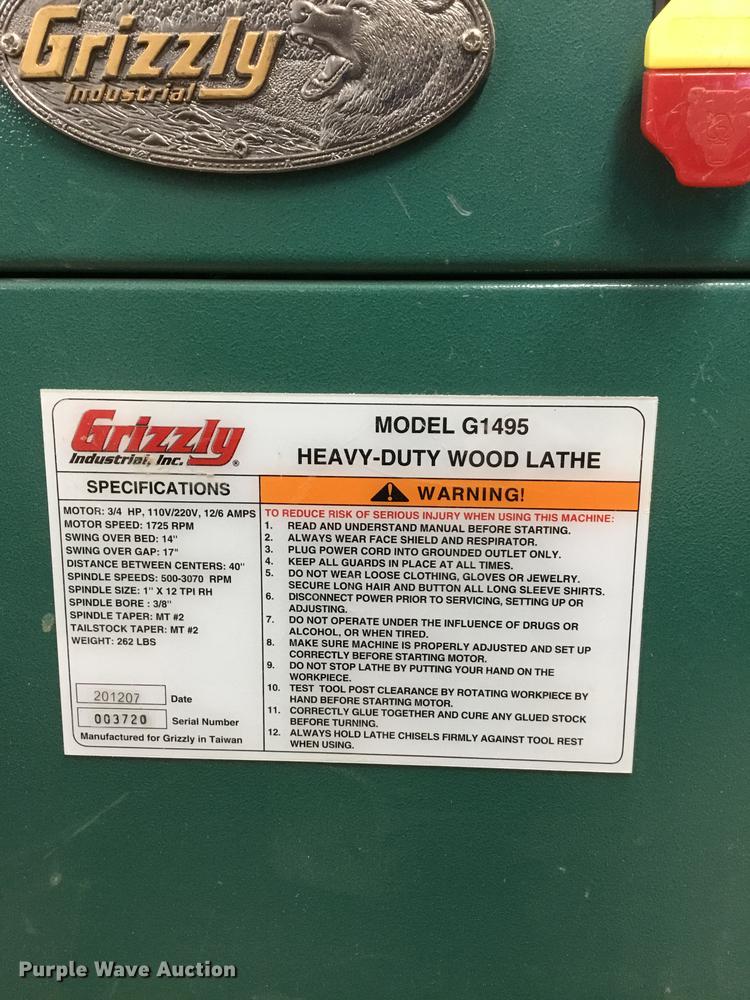 Grizzly
Industrial
Grizzly
Industrial, Inc. ®
MODEL G1495
HEAVY-DUTY WOOD LATHE
SPECIFICATIONS
MOTOR: 3/4 HP, 110V/220V, 12/6 AMPS
MOTOR SPEED: 1725 RPM
SWING OVER BED: 14"
SWING OVER GAP: 17"
DISTANCE BETWEEN CENTERS: 40"
SPINDLE SPEEDS: 500-3070 RPM
SPINDLE SIZE: 1" X 12 TPI RH
SPINDLE BORE : 3/8"
SPINDLE TAPER: MT #2
TAILSTOCK TAPER: MT #2
WEIGHT: 262 LBS
201207 Date
003720 Serial Number
Manufactured for Grizzly in Taiwan
WARNING!
TO REDUCE RISK OF SERIOUS INJURY WHEN USING THIS MACHINE:
1. READ AND UNDERSTAND MANUAL BEFORE STARTING.
2. ALWAYS WEAR FACE SHIELD AND RESPIRATOR.
3. PLUG POWER CORD INTO GROUNDED OUTLET ONLY.
4. KEEP ALL GUARDS IN PLACE AT ALL TIMES.
5. DO NOT WEAR LOOSE CLOTHING, GLOVES OR JEWELRY.
SECURE LONG HAIR AND BUTTON ALL LONG SLEEVE SHIRTS.
6. DISCONNECT POWER PRIOR TO SERVICING, SETTING UP OR
ADJUSTING.
7. DO NOT OPERATE UNDER THE INFLUENCE OF DRUGS OR
ALCOHOL, OR WHEN TIRED.
8. MAKE SURE MACHINE IS PROPERLY ADJUSTED AND SET UP
CORRECTLY BEFORE STARTING MOTOR.
9. DO NOT STOP LATHE BY PUTTING YOUR HAND ON THE
WORKPIECE.
10. TEST TOOL POST CLEARANCE BY ROTATING WORKPIECE BY
HAND BEFORE STARTING MOTOR.
11. CORRECTLY GLUE TOGETHER AND CURE ANY GLUED STOCK
BEFORE TURNING.
12. ALWAYS HOLD LATHE CHISELS FIRMLY AGAINST TOOL REST
WHEN USING.
Purple Wave Auction